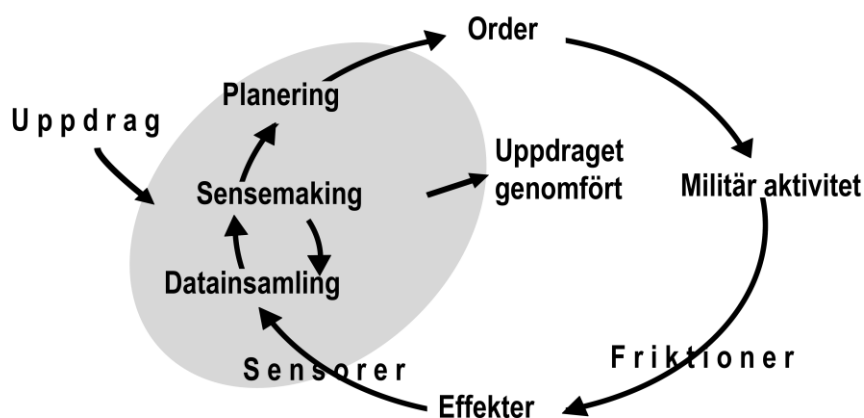 Order
Planering
Uppdrag
Uppdraget
genomfört
Sensemaking
Militär aktivitet
Datainsamling
Sensorer
Friktioner
Effekter